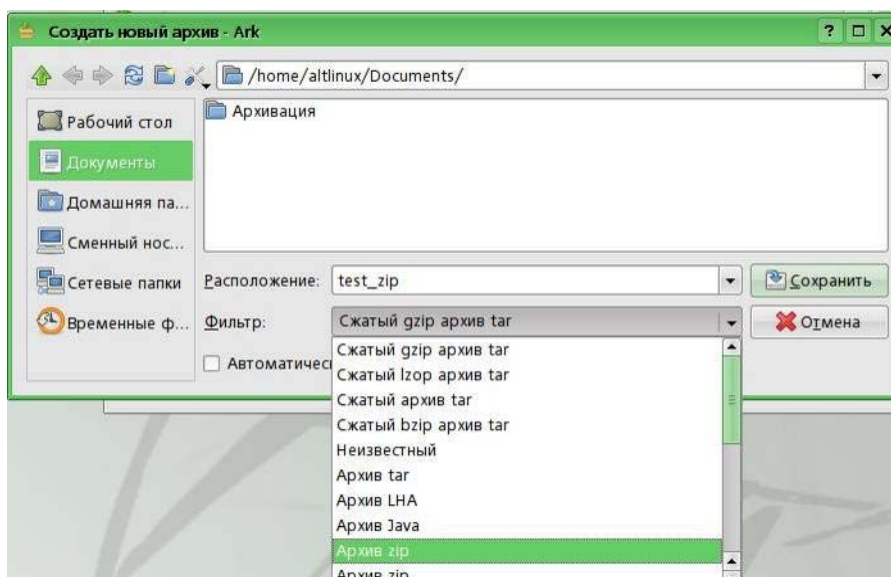 Создать новый архив - Ark
/home/altlinux/Documents/
Рабочий стол
Документы
Домашняя па...
Сменный нос...
Сетевые папки
Временные ф...
Архивация
Расположение:
test_zip
Сохранить
Фильтр:
Сжатый gzip архив tar
Отмена
Автоматичес
Сжатый gzip архив tar
Сжатый lzop архив tar
Сжатый архив tar
Сжатый bzip архив tar
Неизвестный
Архив tar
Архив LHA
Архив Java
Архив zip
Архив zip